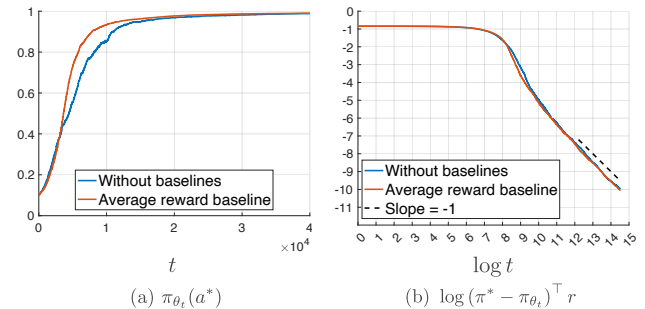 1
0.8
0.6
0.4
0.2
0
Without baselines
Average reward baseline
0 1 2 3 4
×10⁴
t
(a) π_{θ_t}(a*)
-0
-1
-2
-3
-4
-5
-6
-7
-8
-9
-10
-11
Without baselines
Average reward baseline
Slope = -1
0 1 2 3 4 5 6 7 8 9 10 11 12 13 14 15
log t
(b) log (π* − π_{θ_t})^⊤ r